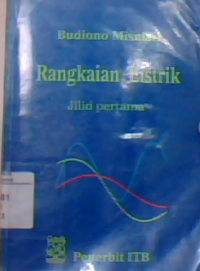 Budiono Mismail
Rangkaian Listrik
Jilid pertama
Penerbit ITB